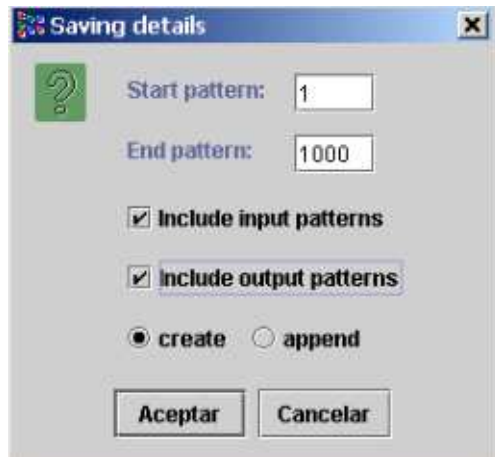 Saving details
Start pattern: 1
End pattern: 1000
Include input patterns
Include output patterns
create append
Aceptar Cancelar